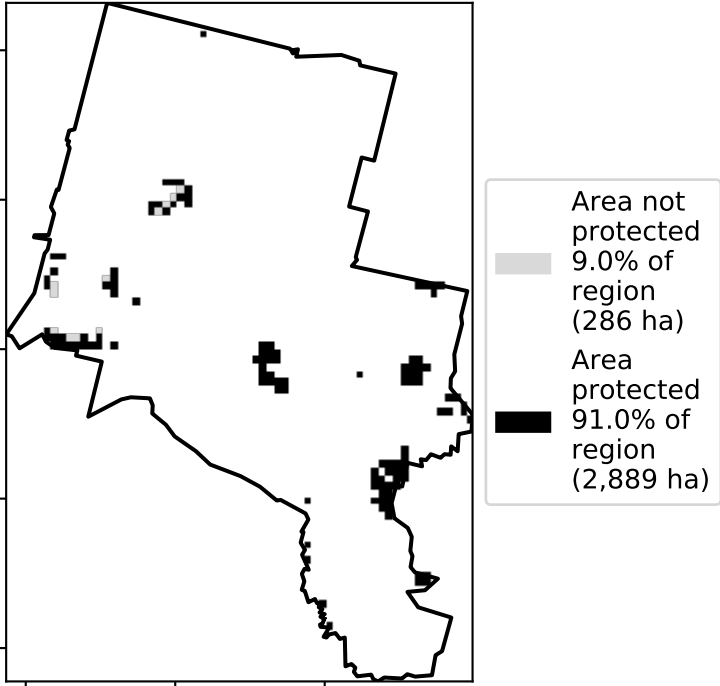 Area not
protected
9.0% of
region
(286 ha)
Area
protected
91.0% of
region
(2,889 ha)